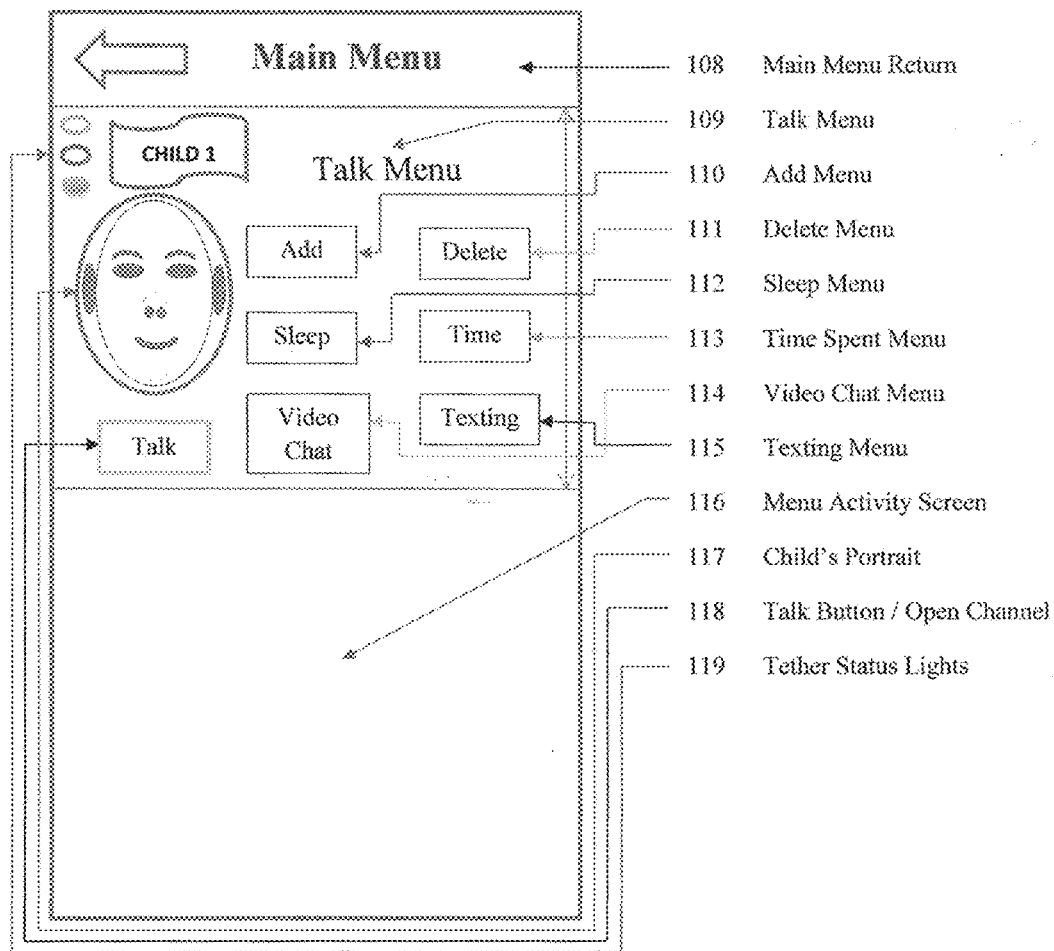 Main Menu
108 Main Menu Return
109 Talk Menu
CHILD 1
Talk Menu
110 Add Menu
111 Delete Menu
Add
Delete
112 Sleep Menu
Sleep
Time
113 Time Spent Menu
114 Video Chat Menu
Video
Chat
Texting
Talk
115 Texting Menu
116 Menu Activity Screen
117 Child's Portrait
118 Talk Button / Open Channel
119 Tether Status Lights